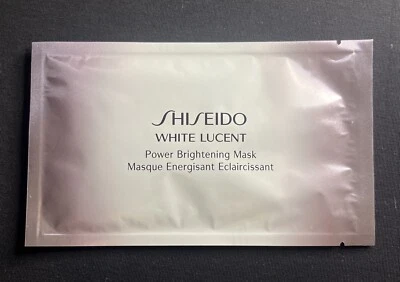 SHISEIDO
WHITE LUCENT
Power Brightening Mask
Masque Energisant Eclaircissant